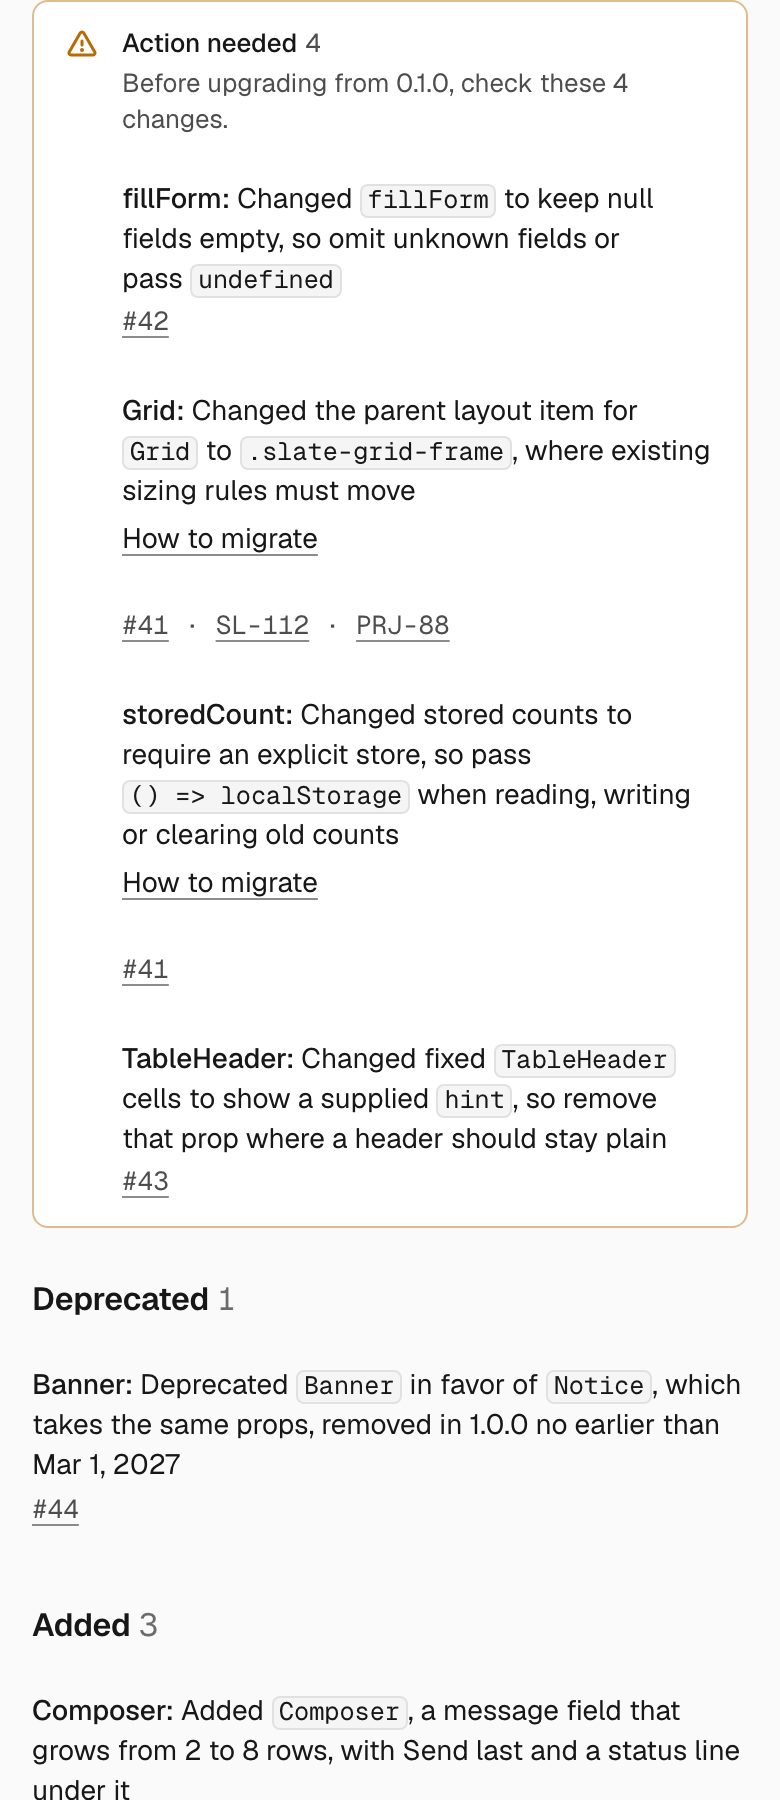 Action needed 4
Before upgrading from 0.1.0, check these 4
changes.
fillForm: Changed fillForm to keep null
fields empty, so omit unknown fields or
pass undefined
#42
Grid: Changed the parent layout item for
Grid to .slate-grid-frame, where existing
sizing rules must move
How to migrate
#41 · SL-112 · PRJ-88
storedCount: Changed stored counts to
require an explicit store, so pass
() => localStorage when reading, writing
or clearing old counts
How to migrate
#41
TableHeader: Changed fixed TableHeader
cells to show a supplied hint, so remove
that prop where a header should stay plain
#43
Deprecated 1
Banner: Deprecated Banner in favor of Notice, which
takes the same props, removed in 1.0.0 no earlier than
Mar 1, 2027
#44
Added 3
Composer: Added Composer, a message field that
grows from 2 to 8 rows, with Send last and a status line
under it